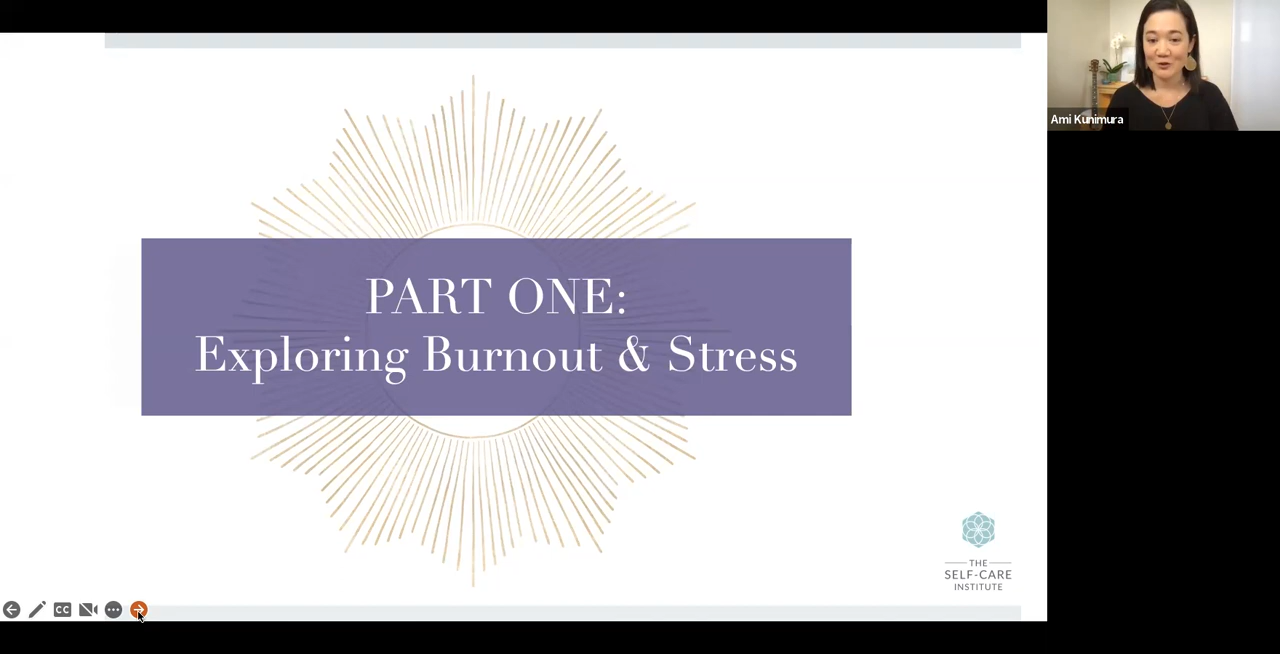 PART ONE:
Exploring Burnout & Stress
Ami Kunimura
THE
SELF-CARE
INSTITUTE
CC